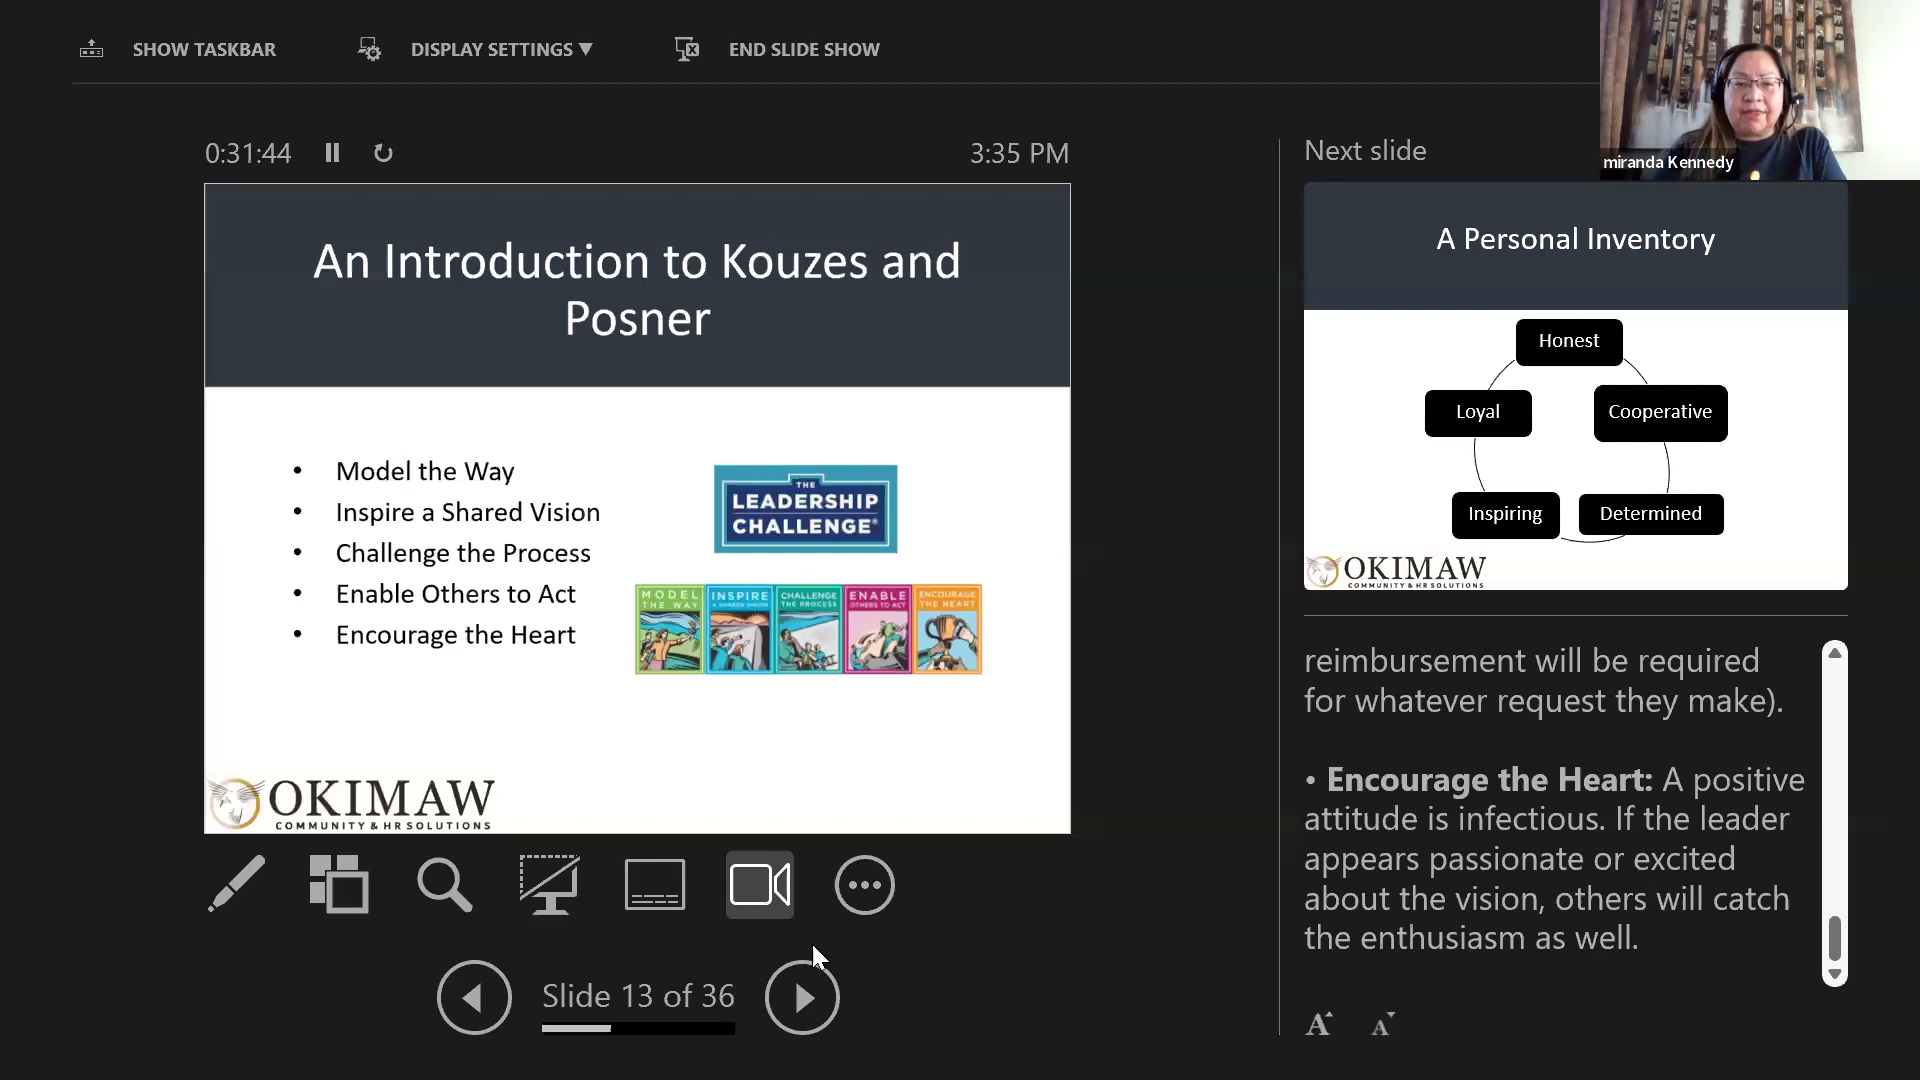 SHOW TASKBAR
DISPLAY SETTINGS ▼
END SLIDE SHOW
miranda Kennedy
0:31:44
3:35 PM
An Introduction to Kouzes and
Posner
• Model the Way
• Inspire a Shared Vision
• Challenge the Process
• Enable Others to Act
• Encourage the Heart
THE
LEADERSHIP
CHALLENGE®
MODEL
THE WAY
INSPIRE
A SHARED VISION
CHALLENGE
THE PROCESS
ENABLE
OTHERS TO ACT
ENCOURAGE
THE HEART
OKIMAW
COMMUNITY & HR SOLUTIONS
Slide 13 of 36
Next slide
A Personal Inventory
Honest
Loyal
Cooperative
Inspiring
Determined
OKIMAW
COMMUNITY & HR SOLUTIONS
reimbursement will be required
for whatever request they make).
• Encourage the Heart: A positive
attitude is infectious. If the leader
appears passionate or excited
about the vision, others will catch
the enthusiasm as well.
A A